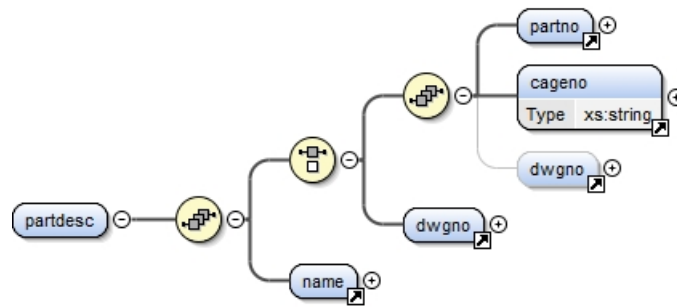 partno
cageno
Type xs:string
dwgno
partdesc
dwgno
name